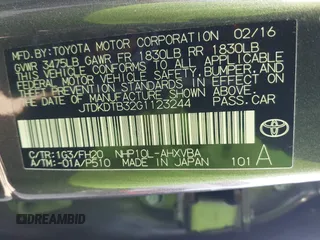 MFD. BY: TOYOTA MOTOR CORPORATION 02/16
GVWR 3475LB GAWR FR 1830LB RR 1830LB
THIS VEHICLE CONFORMS TO ALL APPLICABLE
FEDERAL MOTOR VEHICLE SAFETY, BUMPER, AND
THEFT PREVENTION STANDARDS IN EFFECT ON
THE DATE OF MANUFACTURE SHOWN ABOVE.
JTDKDTB32G1123244 PASS.CAR
TOYOTA
C/TR: 1G3/FH20 NHP10L-AHXVBA
A/TM: -01A/P510 MADE IN JAPAN 101 A
DREAMBID